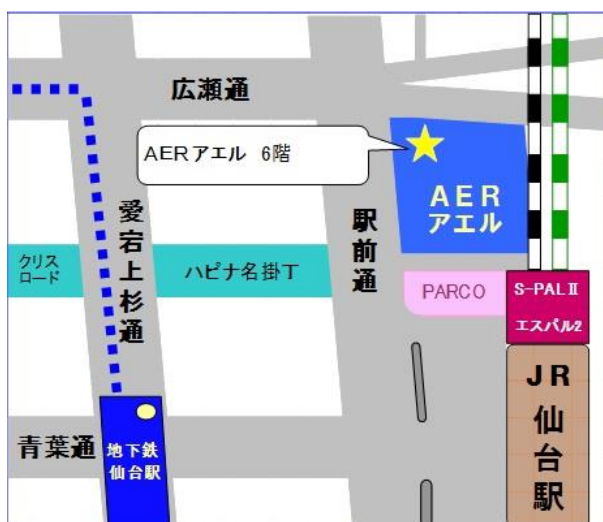 広瀬通
AERアエル 6階
AER
アエル
愛宕上杉通
駅前通
クリス
ロード
ハピナ名掛丁
PARCO
S-PALⅡ
エスパル2
JR
仙台駅
青葉通
地下鉄
仙台駅